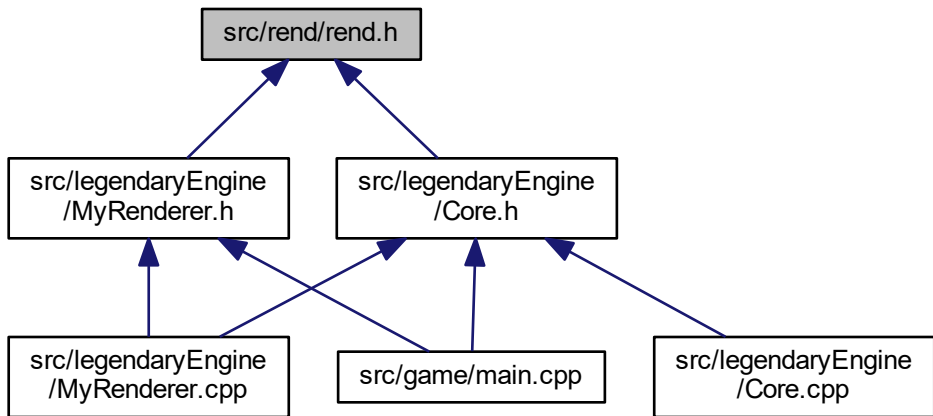 src/rend/rend.h
src/legendaryEngine
/MyRenderer.h
src/legendaryEngine
/Core.h
src/legendaryEngine
/MyRenderer.cpp
src/game/main.cpp
src/legendaryEngine
/Core.cpp